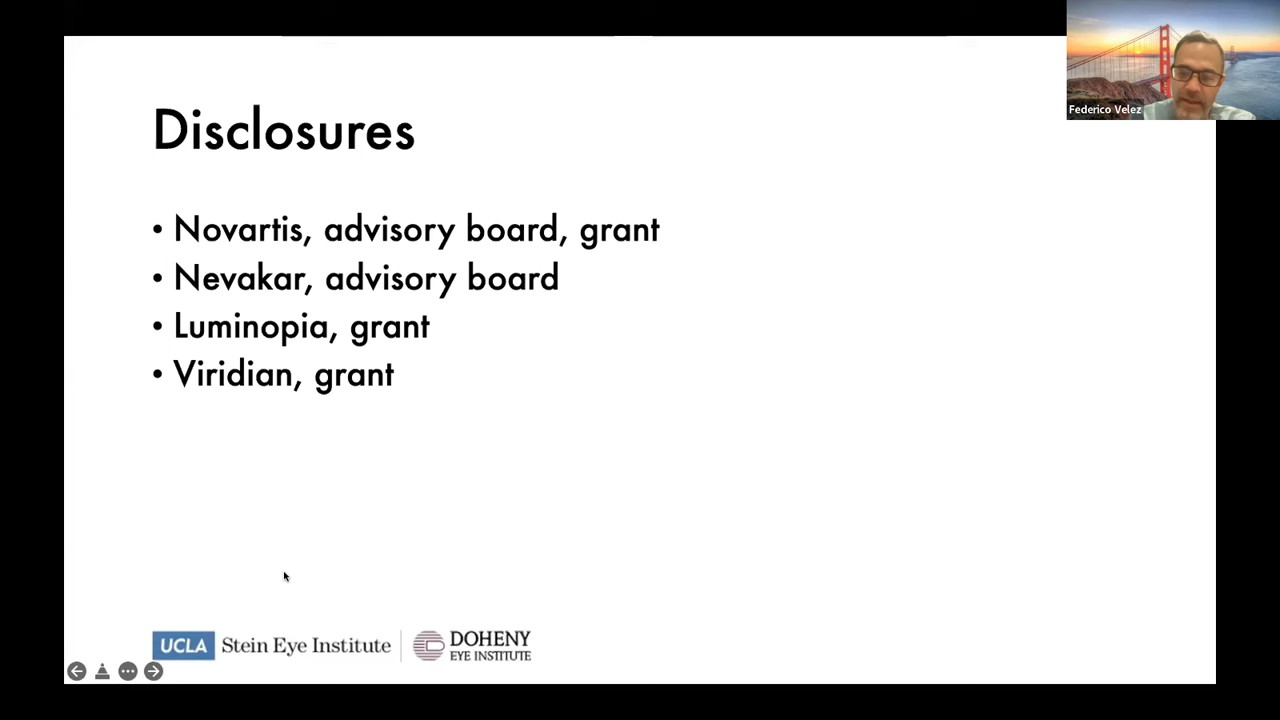 Federico Velez
Disclosures
• Novartis, advisory board, grant
• Nevakar, advisory board
• Luminopia, grant
• Viridian, grant
UCLA Stein Eye Institute
DOHENY
EYE INSTITUTE